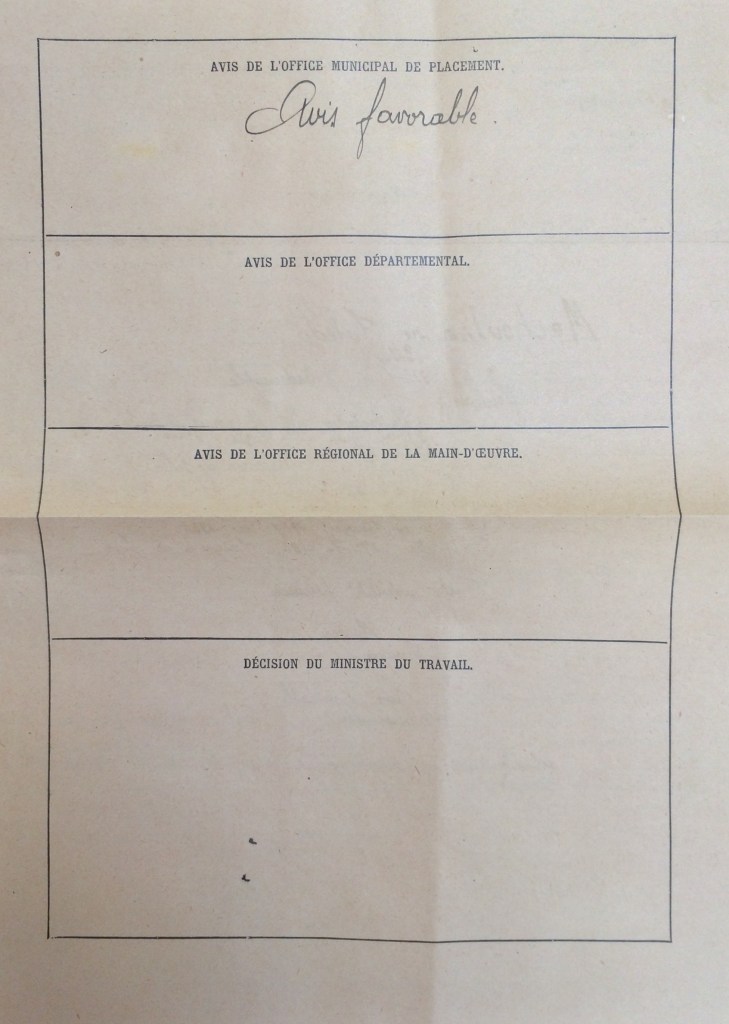 AVIS DE L'OFFICE MUNICIPAL DE PLACEMENT.
Avis favorable.
AVIS DE L'OFFICE DÉPARTEMENTAL.
AVIS DE L'OFFICE RÉGIONAL DE LA MAIN-D'ŒUVRE.
DÉCISION DU MINISTRE DU TRAVAIL.